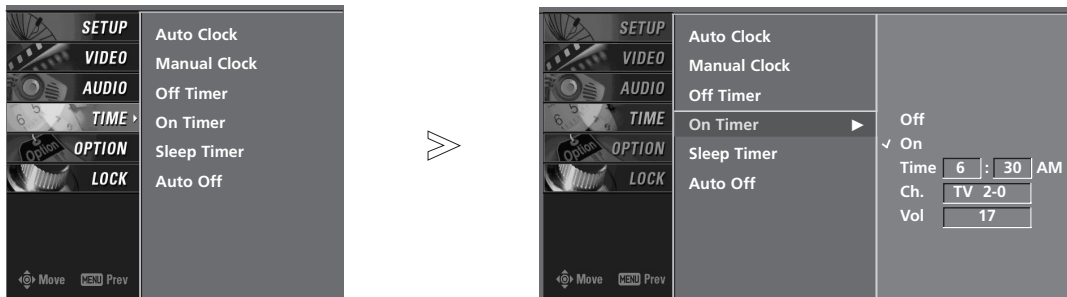 SETUP
VIDEO
AUDIO
TIME
OPTION
LOCK
Auto Clock
Manual Clock
Off Timer
On Timer
Sleep Timer
Auto Off
Move MENU Prev
SETUP
VIDEO
AUDIO
TIME
OPTION
LOCK
Auto Clock
Manual Clock
Off Timer
On Timer ►
Sleep Timer
Auto Off
Off
✓ On
Time 6 : 30 AM
Ch. TV 2-0
Vol 17
Move MENU Prev